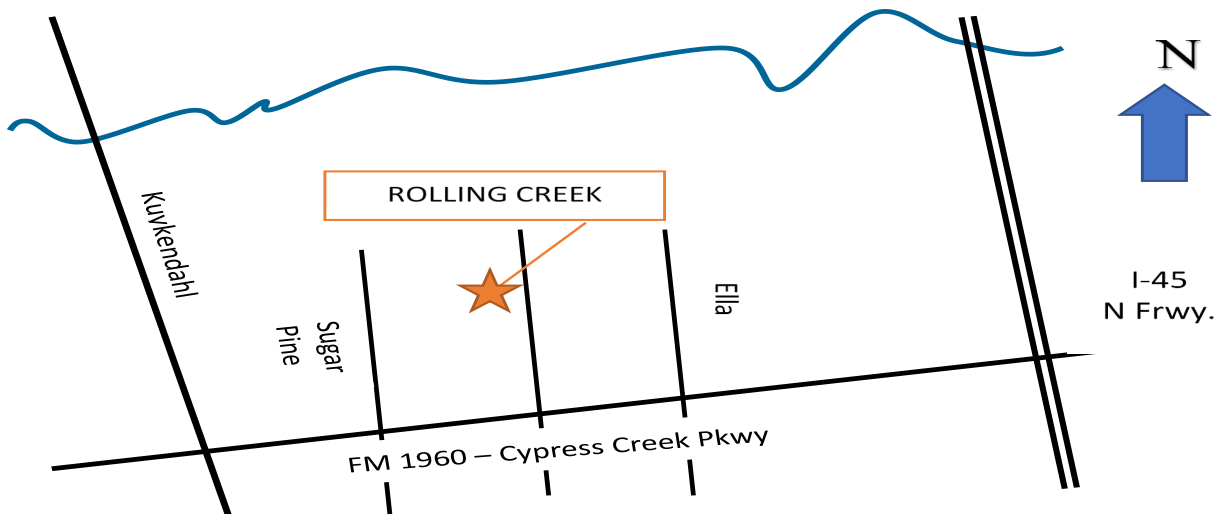 N
ROLLING CREEK
Kuykendahl
Sugar
Pine
Ella
I-45
N Frwy.
FM 1960 – Cypress Creek Pkwy